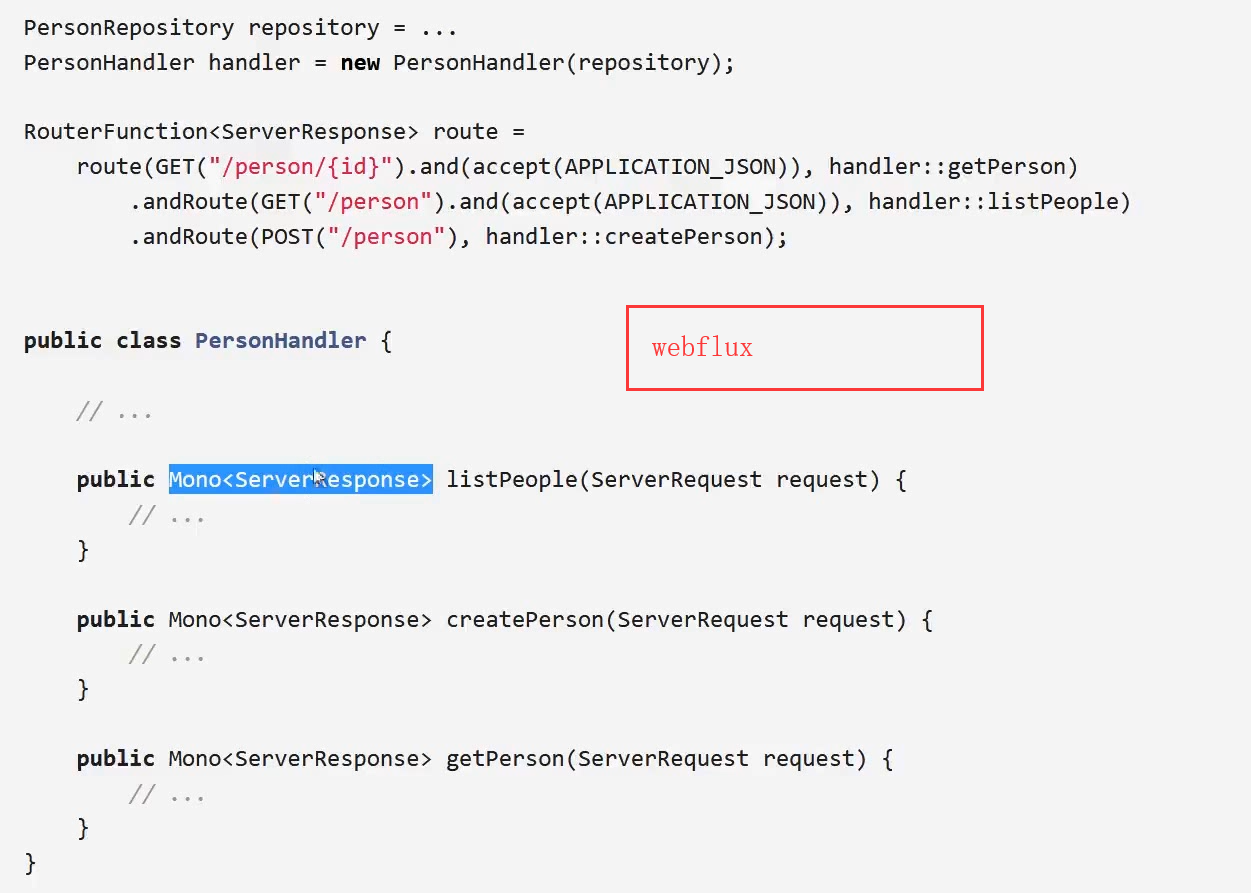 PersonRepository repository = ...
PersonHandler handler = new PersonHandler(repository);
RouterFunction<ServerResponse> route =
route(GET("/person/{id}").and(accept(APPLICATION_JSON)), handler::getPerson)
.andRoute(GET("/person").and(accept(APPLICATION_JSON)), handler::listPeople)
.andRoute(POST("/person"), handler::createPerson);
public class PersonHandler {
webflux
// ...
public Mono<ServerResponse> listPeople(ServerRequest request) {
// ...
}
public Mono<ServerResponse> createPerson(ServerRequest request) {
// ...
}
public Mono<ServerResponse> getPerson(ServerRequest request) {
// ...
}
}